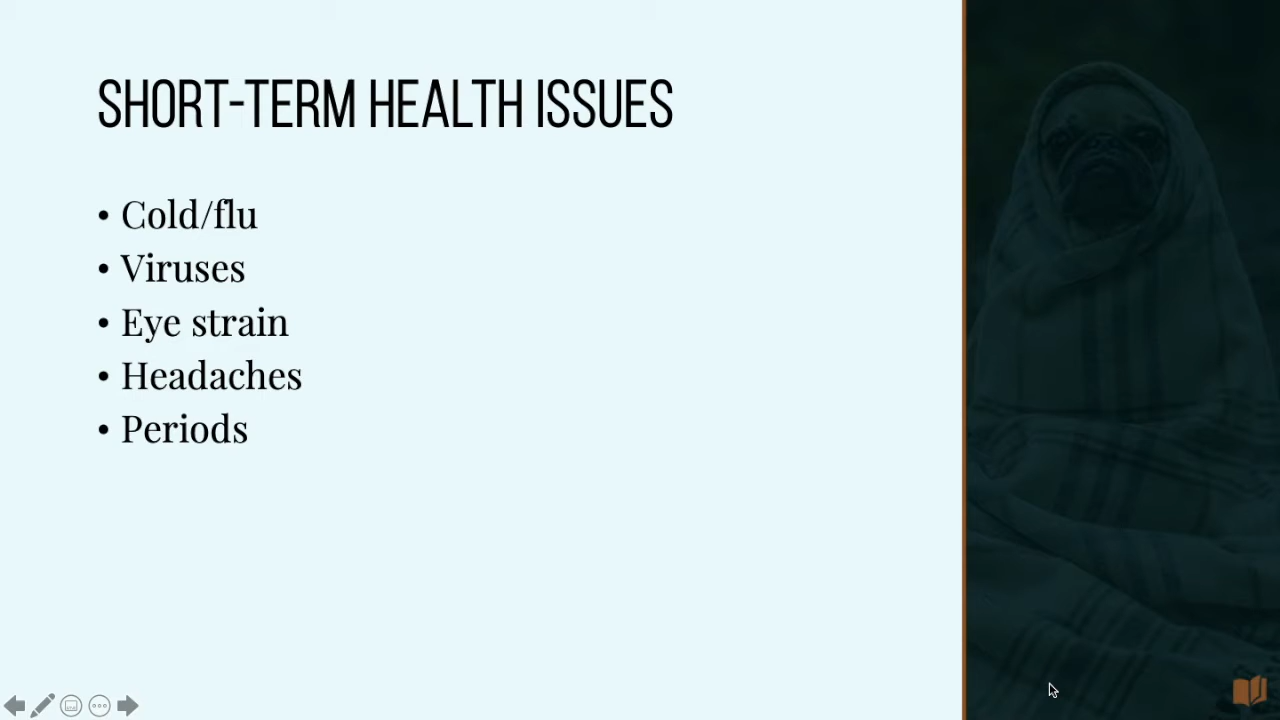 SHORT-TERM HEALTH ISSUES
• Cold/flu
• Viruses
• Eye strain
• Headaches
• Periods